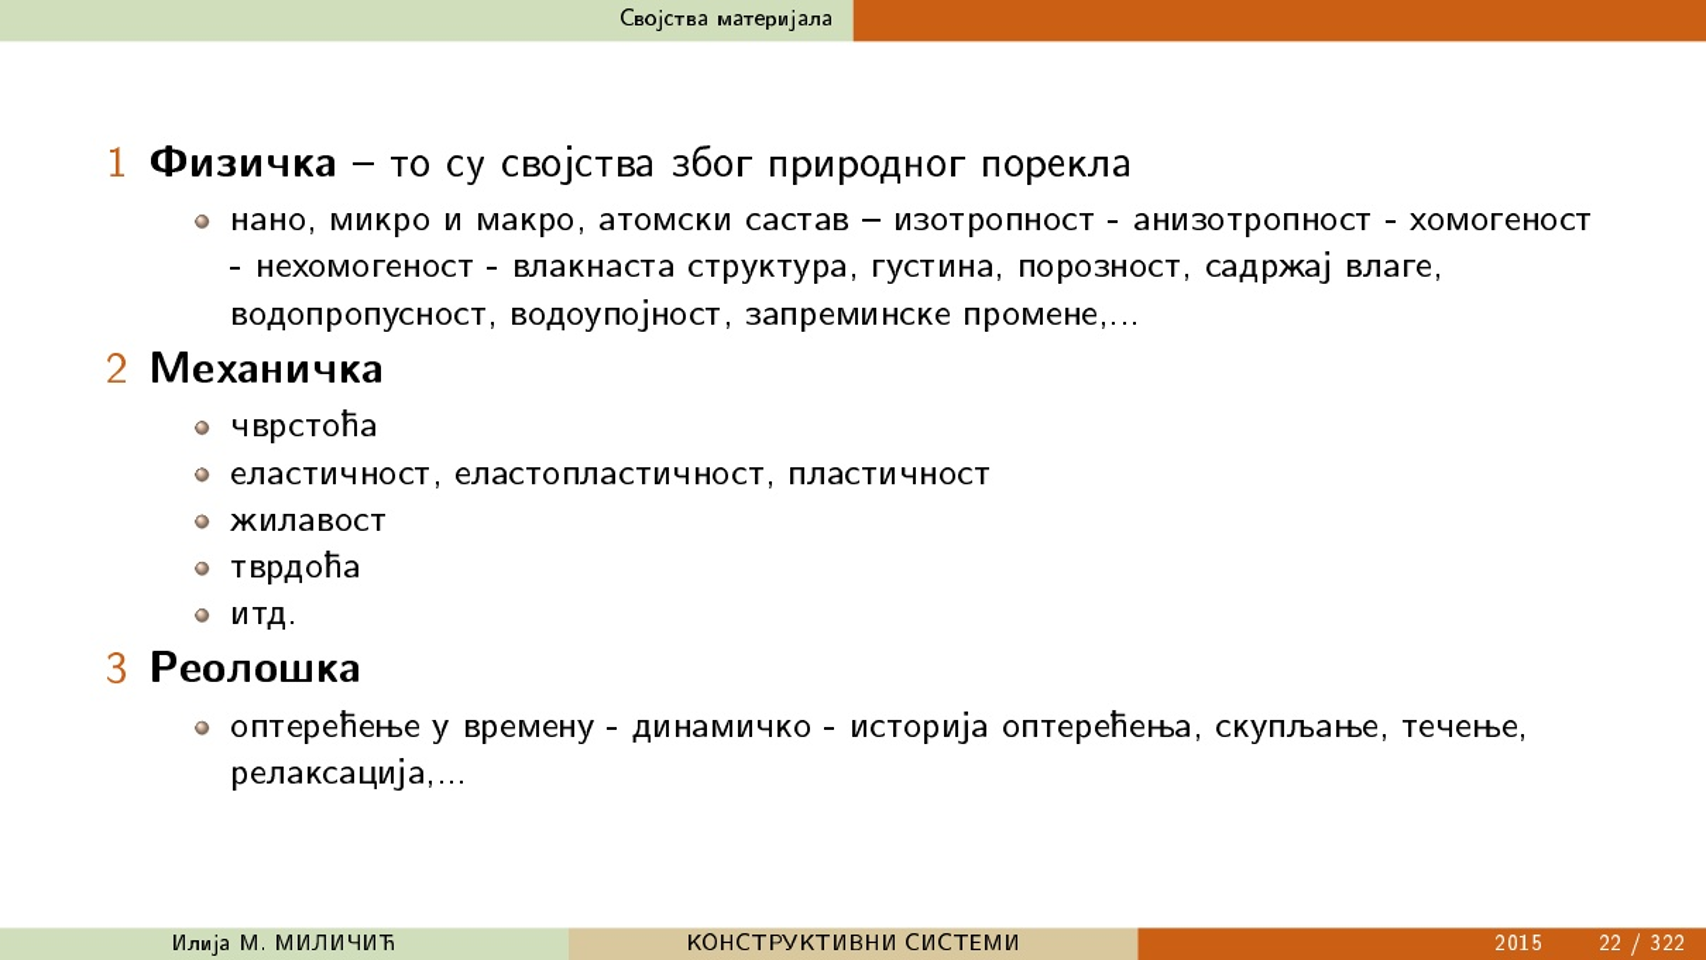 Својства материјала
1 Физичка – то су својства због природног порекла
нано, микро и макро, атомски састав – изотропност - анизотропност - хомогеност
- нехомогеност - влакнаста структура, густина, порозност, садржај влаге,
водопропусност, водоупојност, запреминске промене,...
2 Механичка
чврстоћа
еластичност, еластопластичност, пластичност
жилавост
тврдоћа
итд.
3 Реолошка
оптерећење у времену - динамичко - историја оптерећења, скупљање, течење,
релаксација,...
Илија М. МИЛИЧИЋ КОНСТРУКТИВНИ СИСТЕМИ 2015 22 / 322